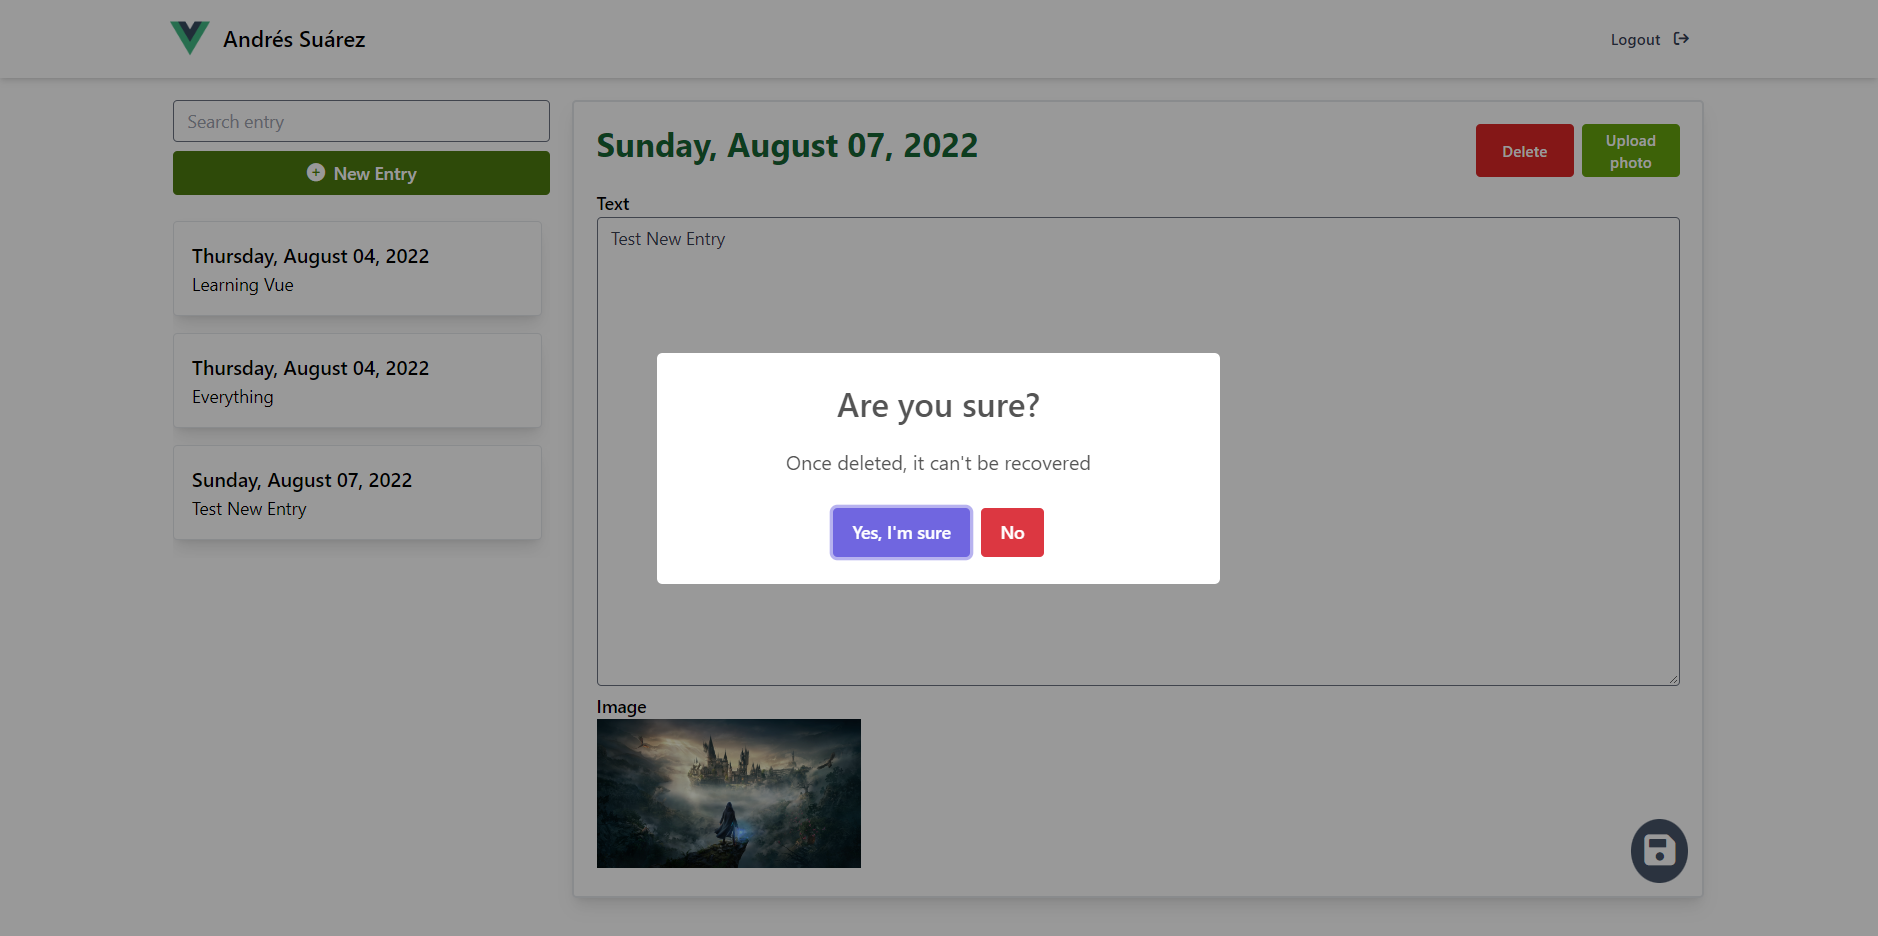 Andrés Suárez
Logout
Search entry
New Entry
Thursday, August 04, 2022
Learning Vue
Thursday, August 04, 2022
Everything
Sunday, August 07, 2022
Test New Entry
Sunday, August 07, 2022
Delete
Upload
photo
Text
Test New Entry
Are you sure?
Once deleted, it can't be recovered
Yes, I'm sure
No
Image